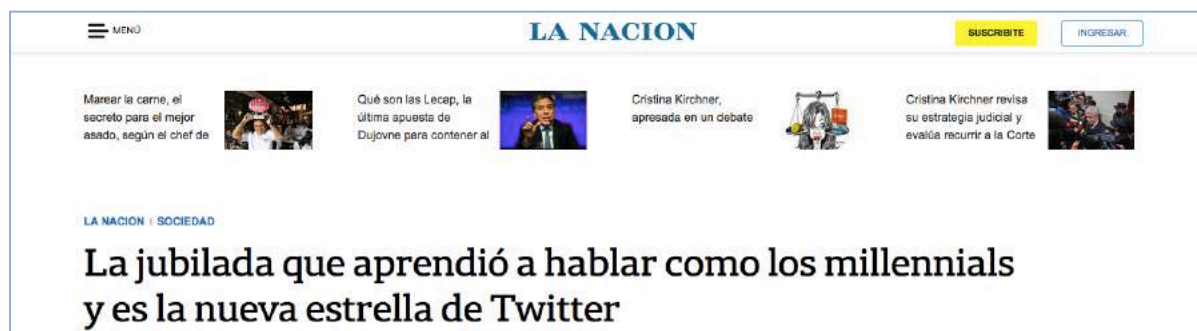 MENÚ
LA NACION
SUSCRIBITE
INGRESAR
Marear la carne, el
secreto para el mejor
asado, según el chef de
Qué son las Lecap, la
última apuesta de
Dujovne para contener al
Cristina Kirchner,
apresada en un debate
Cristina Kirchner revisa
su estrategia judicial y
evalúa recurrir a la Corte
LA NACION | SOCIEDAD
La jubilada que aprendió a hablar como los millennials
y es la nueva estrella de Twitter